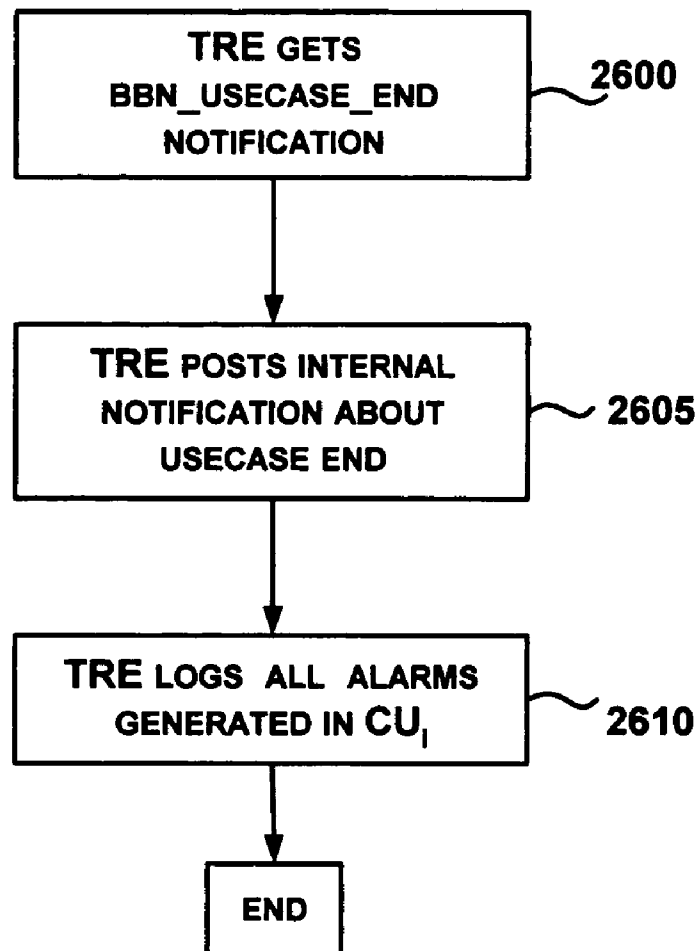 TRE GETS
BBN_USECASE_END
NOTIFICATION
2600
TRE POSTS INTERNAL
NOTIFICATION ABOUT
USECASE END
2605
TRE LOGS ALL ALARMS
GENERATED IN CUI
2610
END